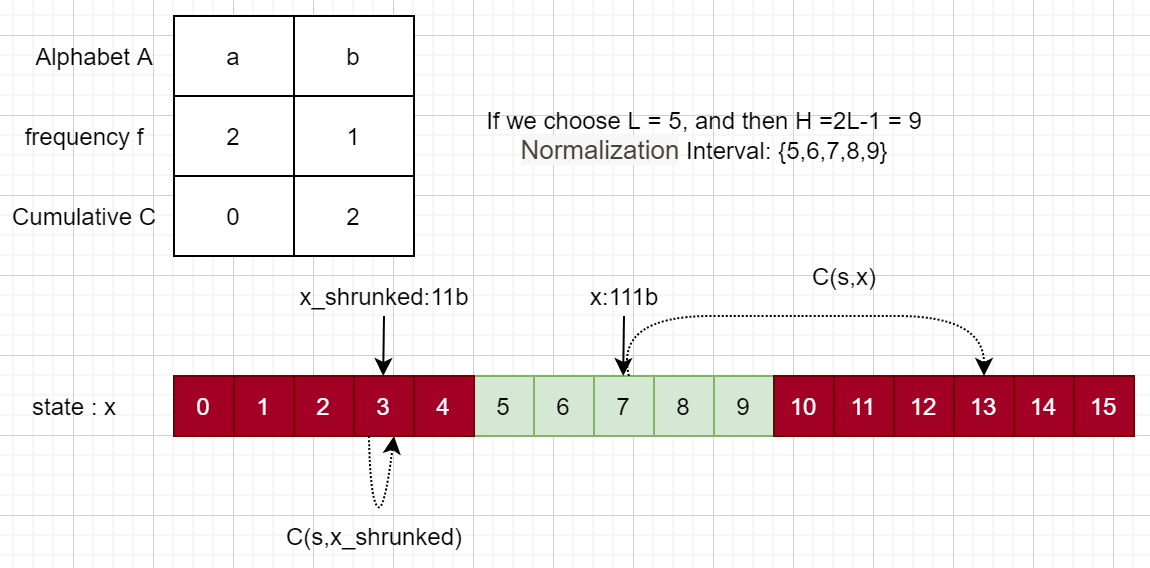 Alphabet A a b
frequency f 2 1
Cumulative C 0 2
If we choose L = 5, and then H =2L-1 = 9
Normalization Interval: {5,6,7,8,9}
C(s,x)
x_shrunked:11b x:111b
state : x 0 1 2 3 4 5 6 7 8 9 10 11 12 13 14 15
C(s,x_shrunked)